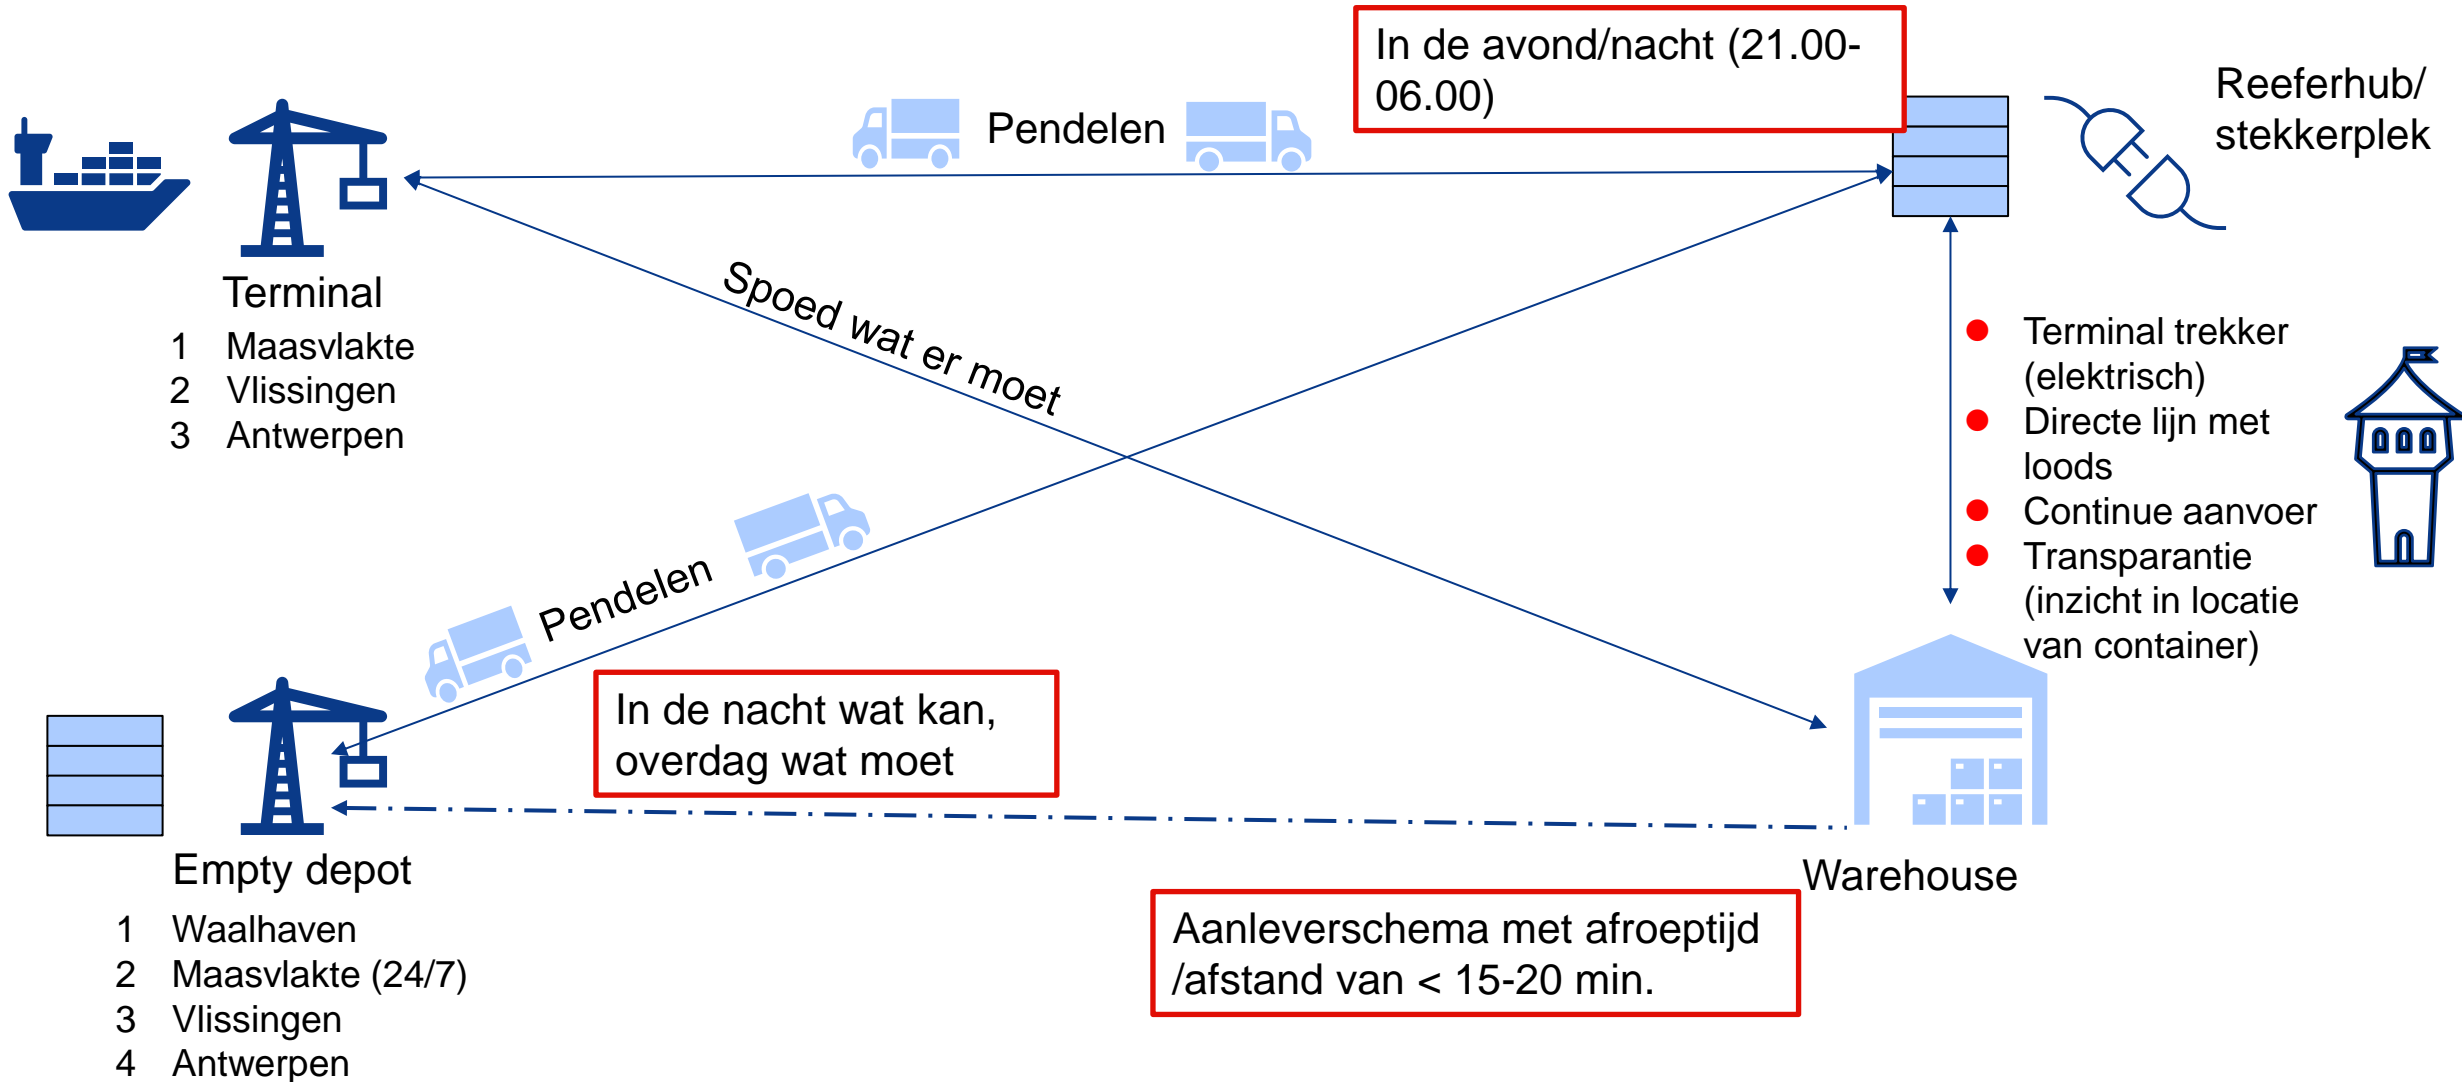 In de avond/nacht (21.00-
06.00)
Reeferhub/
stekkerplek
Pendelen
Terminal
1 Maasvlakte
2 Vlissingen
3 Antwerpen
Spoed wat er moet
Terminal trekker
(elektrisch)
Directe lijn met
loods
Continue aanvoer
Transparantie
(inzicht in locatie
van container)
Pendelen
In de nacht wat kan,
overdag wat moet
Empty depot
1 Waalhaven
2 Maasvlakte (24/7)
3 Vlissingen
4 Antwerpen
Warehouse
Aanleverschema met afroeptijd
/afstand van < 15-20 min.